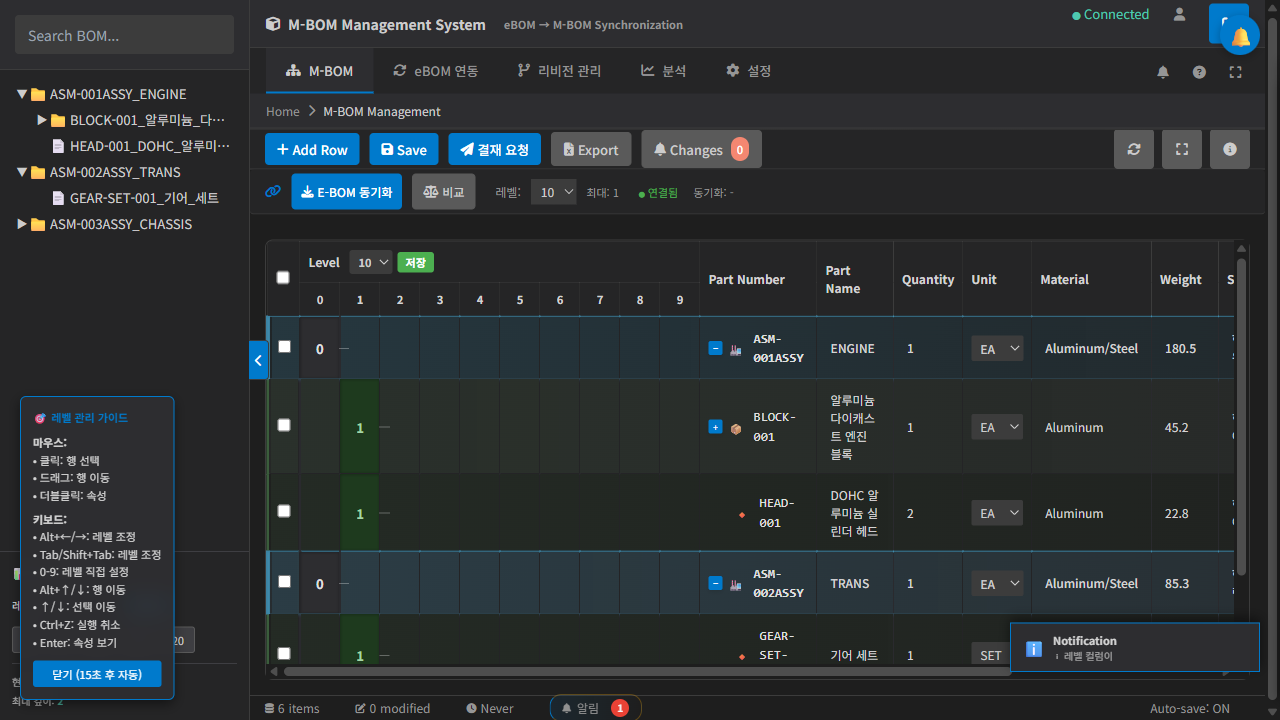 Search BOM...
ASM-001ASSY_ENGINE
BLOCK-001_알루미늄_다…
HEAD-001_DOHC_알루미…
ASM-002ASSY_TRANS
GEAR-SET-001_기어_세트
ASM-003ASSY_CHASSIS
레벨 관리 가이드
마우스:
• 클릭: 행 선택
• 드래그: 행 이동
• 더블클릭: 속성
키보드:
• Alt+←/→: 레벨 조정
• Tab/Shift+Tab: 레벨 조정
• 0-9: 레벨 직접 설정
• Alt+↑/↓: 행 이동
• ↑/↓: 선택 이동
• Ctrl+Z: 실행 취소
• Enter: 속성 보기
닫기 (15초 후 자동)
20
최대 깊이: 2
M-BOM Management System
eBOM → M-BOM Synchronization
Connected
M-BOM
eBOM 연동
리비전 관리
분석
설정
Home > M-BOM Management
+ Add Row
Save
결재 요청
Export
Changes 0
E-BOM 동기화
비교
레벨: 10
최대: 1
연결됨
동기화: -
Level 10 저장
0 1 2 3 4 5 6 7 8 9
Part Number
Part Name
Quantity
Unit
Material
Weight
S
0 ASM-001ASSY ENGINE 1 EA Aluminum/Steel 180.5
1 BLOCK-001 알루미늄 다이캐스트 엔진 블록 1 EA Aluminum 45.2
1 HEAD-001 DOHC 알루미늄 실린더 헤드 2 EA Aluminum 22.8
0 ASM-002ASSY TRANS 1 EA Aluminum/Steel 85.3
1 GEAR-SET- 기어 세트 1 SET
Notification
레벨 컬럼이
6 items
0 modified
Never
알림 1
Auto-save: ON